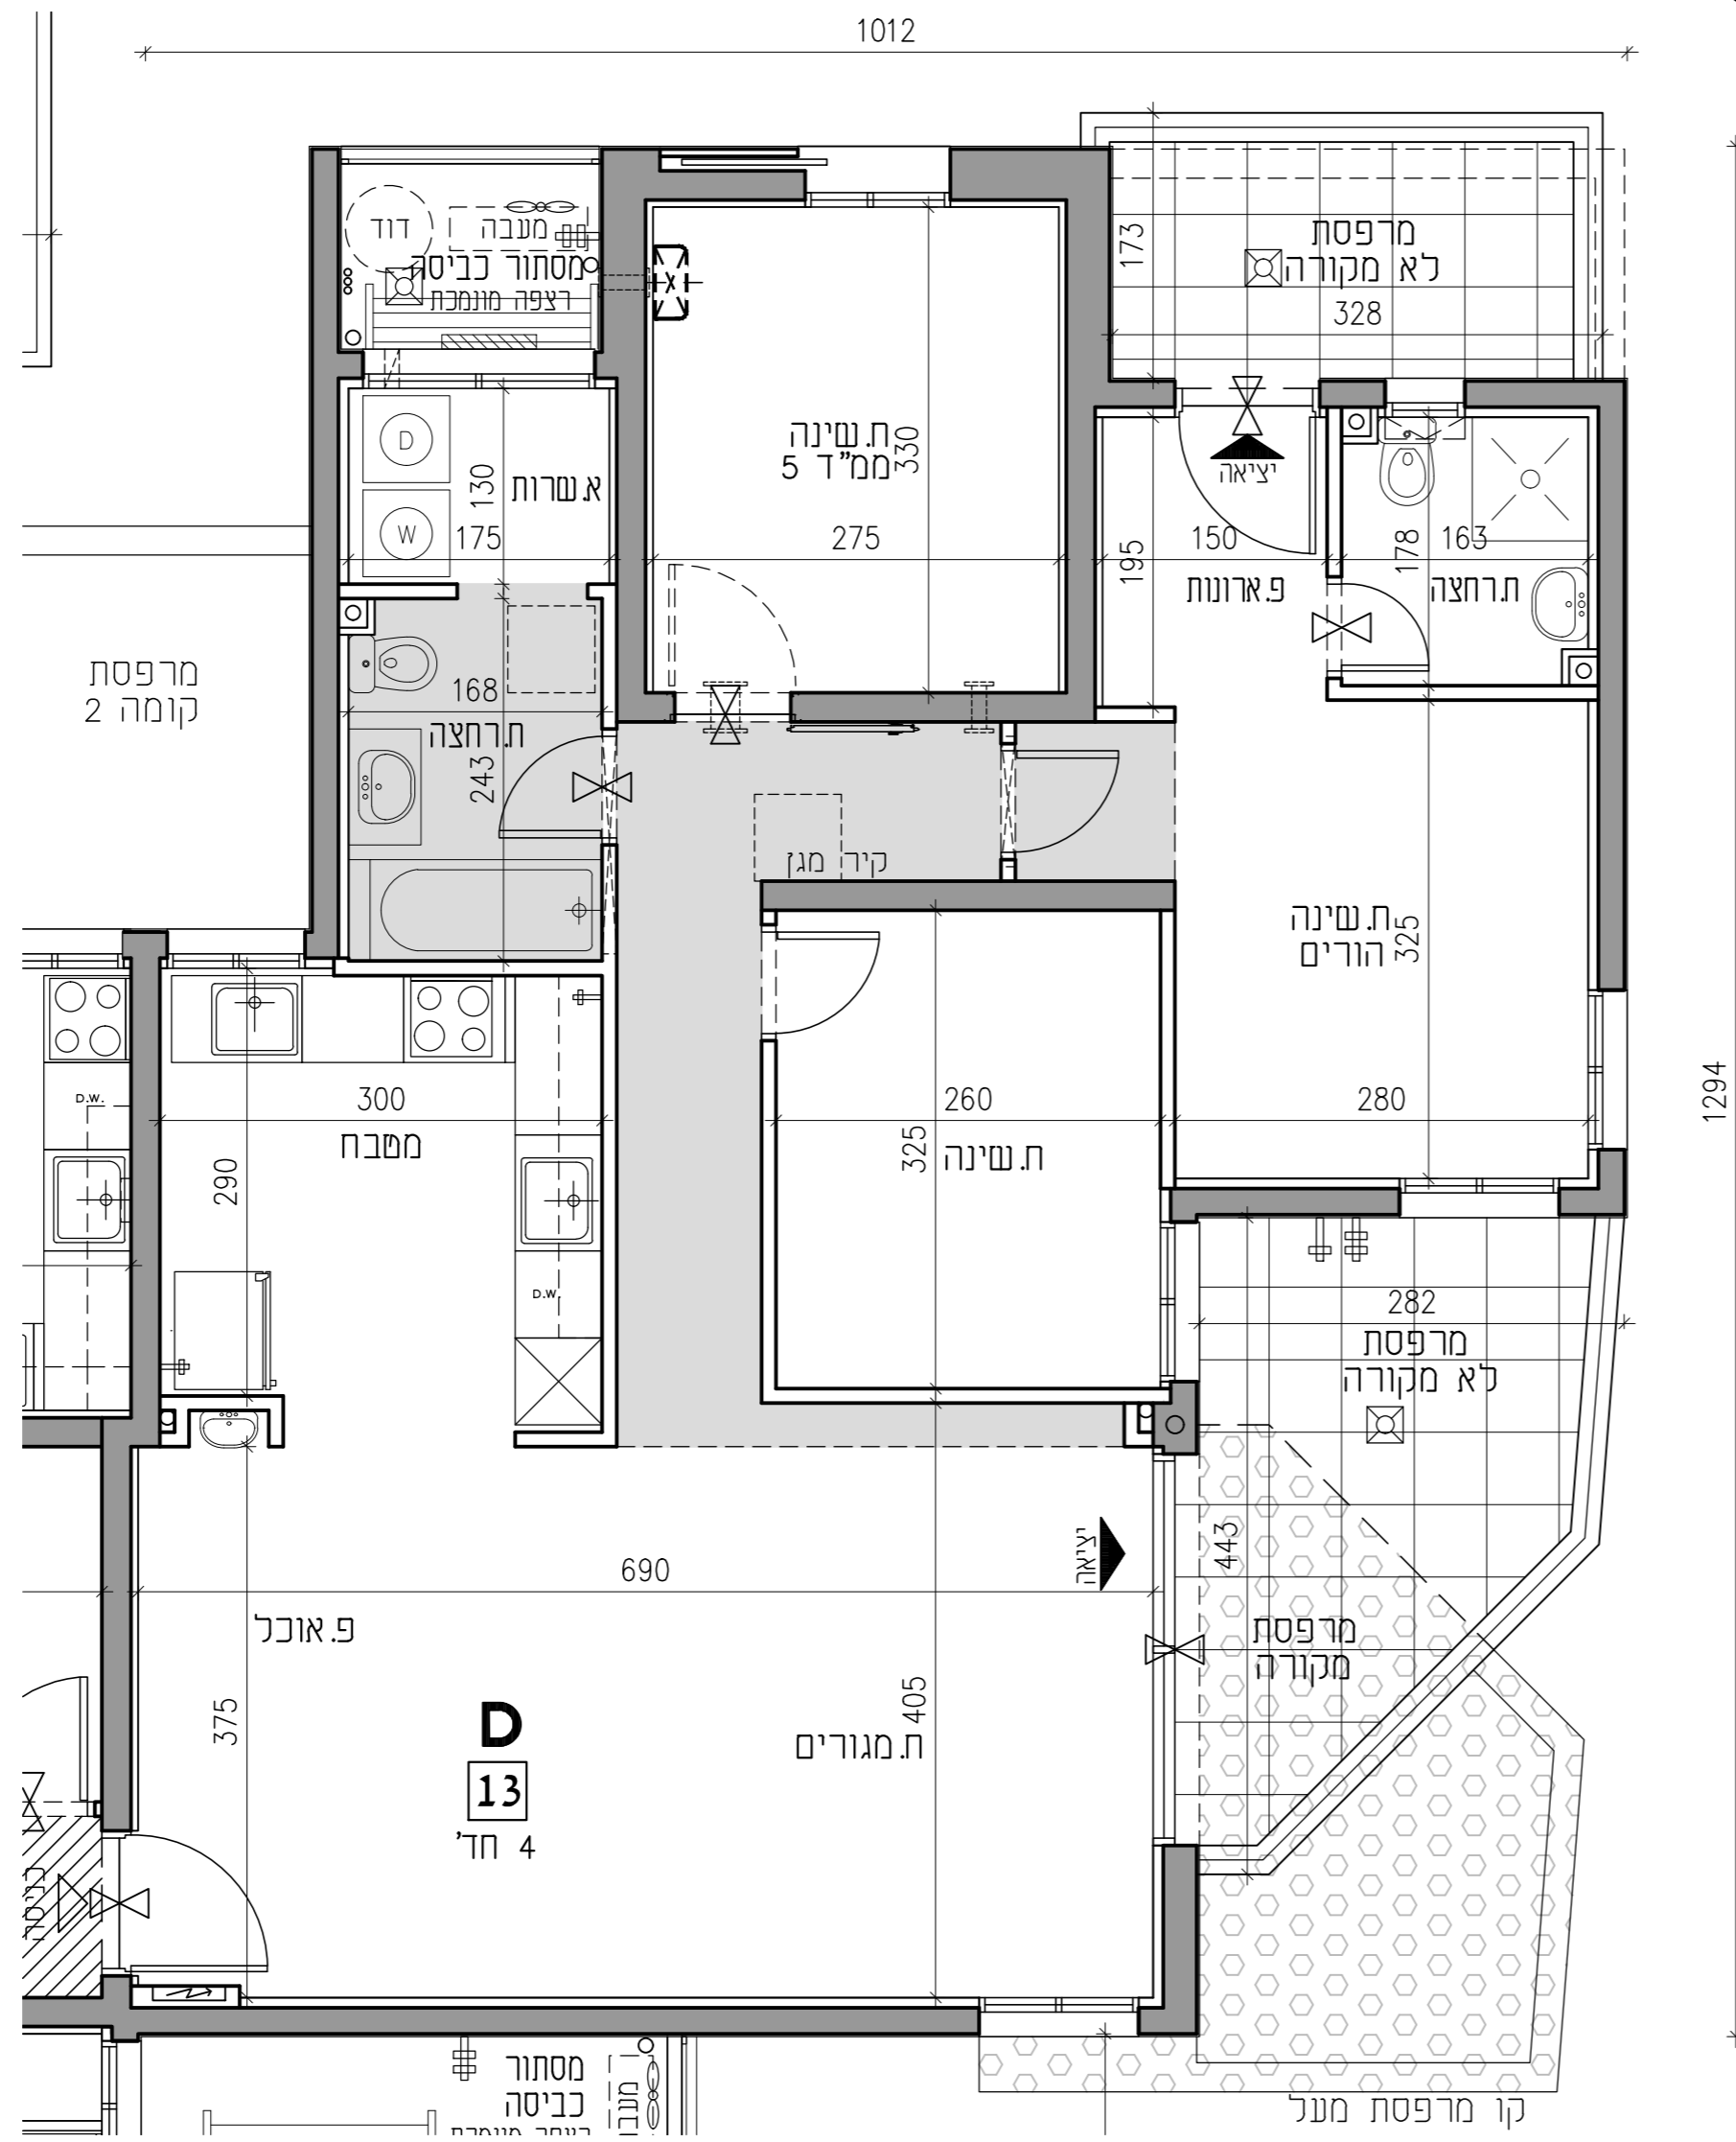 1012
דוד
מעבה
מסתור כביסה
רצפה מונמכת
מרפסת
לא מקורה
173
328
ח.שינה
ממ"ד 5
330
275
יציאה
D
W
130
א.שרות
175
195
150
פ.ארונות
178
163
ח.רחצה
מרפסת
קומה 2
168
ח.רחצה
243
קיר מגן
ח.שינה
הורים
325
1294
D.W.
300
מטבח
290
D.W.
260
325
ח.שינה
280
282
מרפסת
לא מקורה
443
יציאה
690
פ.אוכל
מרפסת
מקורה
375
405
ח.מגורים
D
13
4 חד'
כניסה
מסתור
כביסה
רצפה מונמכת
קו מרפסת מעל